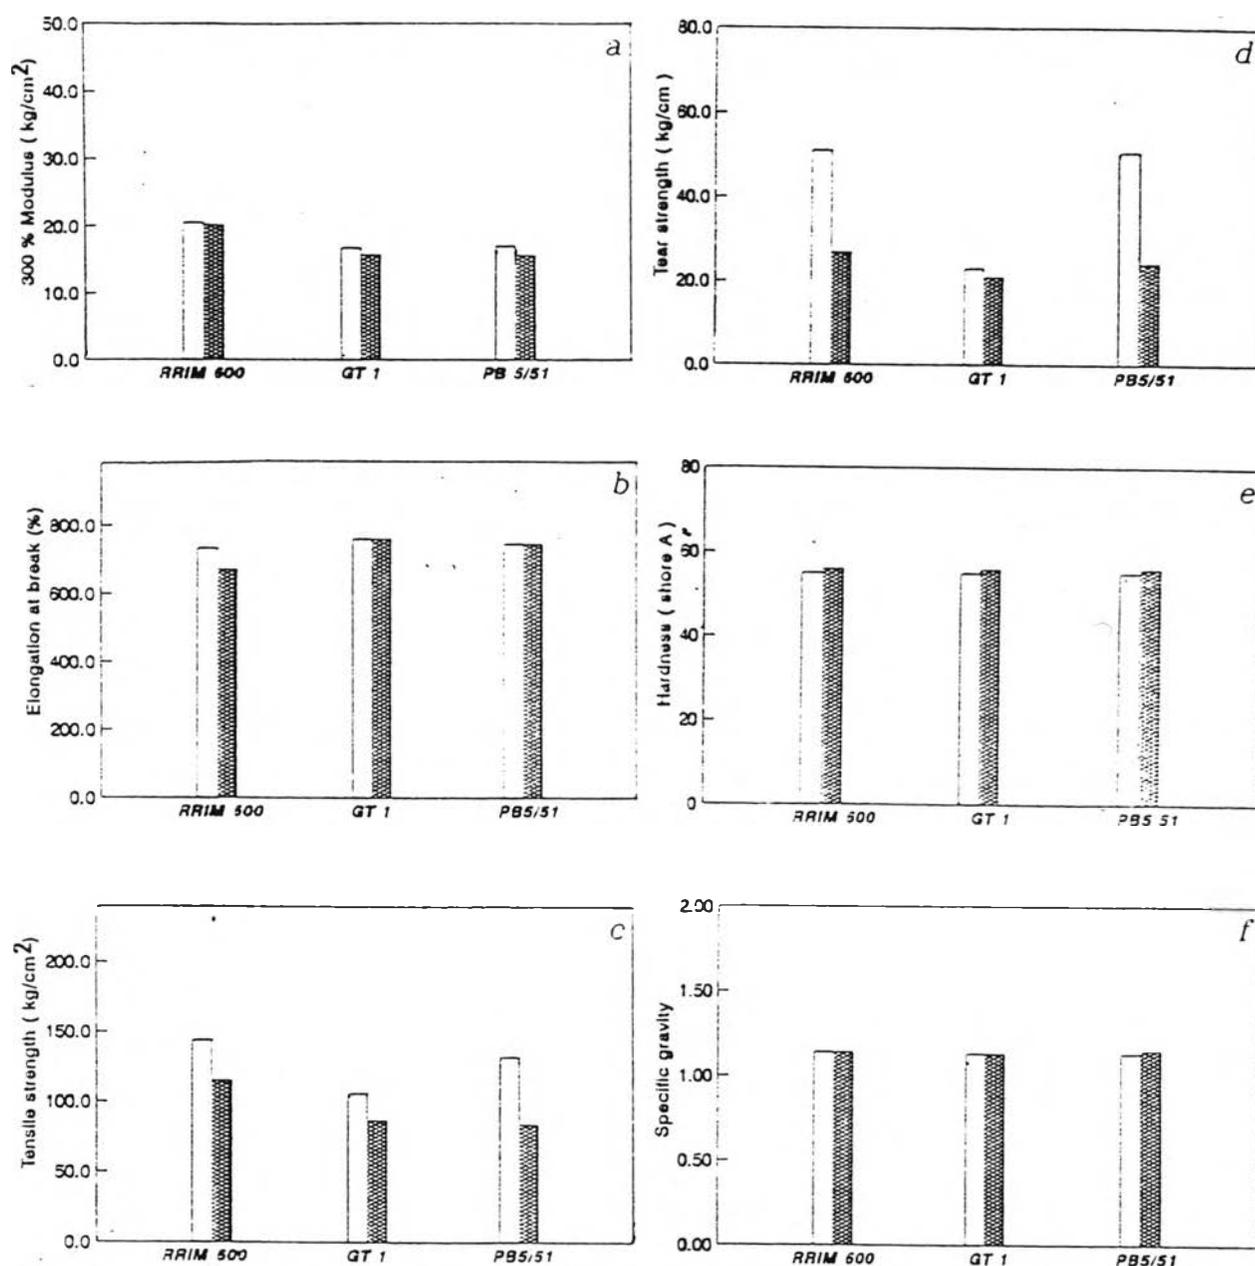 a
300 % Modulus ( kg/cm2)
50.0
40.0
30.0
20.0
10.0
0.0
RRIM 600
GT 1
PB 5/51
d
Tear strength ( kg/cm )
80.0
60.0
40.0
20.0
0.0
RRIM 600
GT 1
PB5/51
b
Elongation at break (%)
800.0
600.0
400.0
200.0
0.0
RRIM 600
GT 1
PB5/51
e
Hardness ( shore A )
80
60
40
20
0
RRIM 600
GT 1
PB5 51
c
Tensile strength ( kg/cm2)
200.0
150.0
100.0
50.0
0.0
RRIM 600
GT 1
PB5/51
f
Specific gravity
2.00
1.50
1.00
0.50
0.00
RRIM 600
GT 1
PB5/51